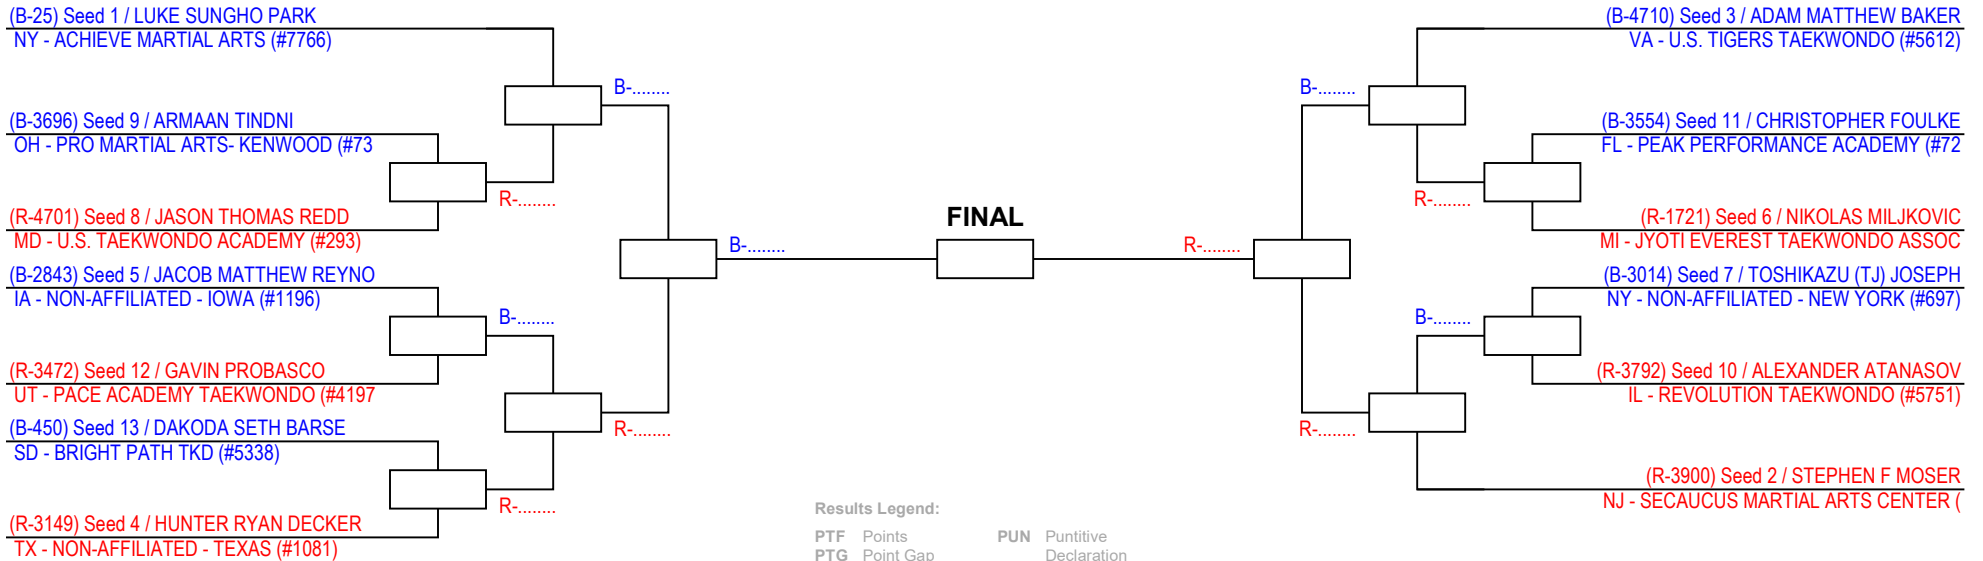 (B-25) Seed 1 / LUKE SUNGHO PARK
NY - ACHIEVE MARTIAL ARTS (#7766)
B-........
(B-3696) Seed 9 / ARMAAN TINDNI
OH - PRO MARTIAL ARTS- KENWOOD (#73
R-........
(R-4701) Seed 8 / JASON THOMAS REDD
MD - U.S. TAEKWONDO ACADEMY (#293)
B-........
(B-2843) Seed 5 / JACOB MATTHEW REYNO
IA - NON-AFFILIATED - IOWA (#1196)
B-........
(R-3472) Seed 12 / GAVIN PROBASCO
UT - PACE ACADEMY TAEKWONDO (#4197
R-........
(B-450) Seed 13 / DAKODA SETH BARSE
SD - BRIGHT PATH TKD (#5338)
R-........
(R-3149) Seed 4 / HUNTER RYAN DECKER
TX - NON-AFFILIATED - TEXAS (#1081)
FINAL
(B-4710) Seed 3 / ADAM MATTHEW BAKER
VA - U.S. TIGERS TAEKWONDO (#5612)
B-........
(B-3554) Seed 11 / CHRISTOPHER FOULKE
FL - PEAK PERFORMANCE ACADEMY (#72
R-........
(R-1721) Seed 6 / NIKOLAS MILJKOVIC
MI - JYOTI EVEREST TAEKWONDO ASSOC
R-........
(B-3014) Seed 7 / TOSHIKAZU (TJ) JOSEPH
NY - NON-AFFILIATED - NEW YORK (#697)
B-........
(R-3792) Seed 10 / ALEXANDER ATANASOV
IL - REVOLUTION TAEKWONDO (#5751)
R-........
(R-3900) Seed 2 / STEPHEN F MOSER
NJ - SECAUCUS MARTIAL ARTS CENTER (
Results Legend:
PTF Points PUN Puntitive
PTG Point Gap Declaration